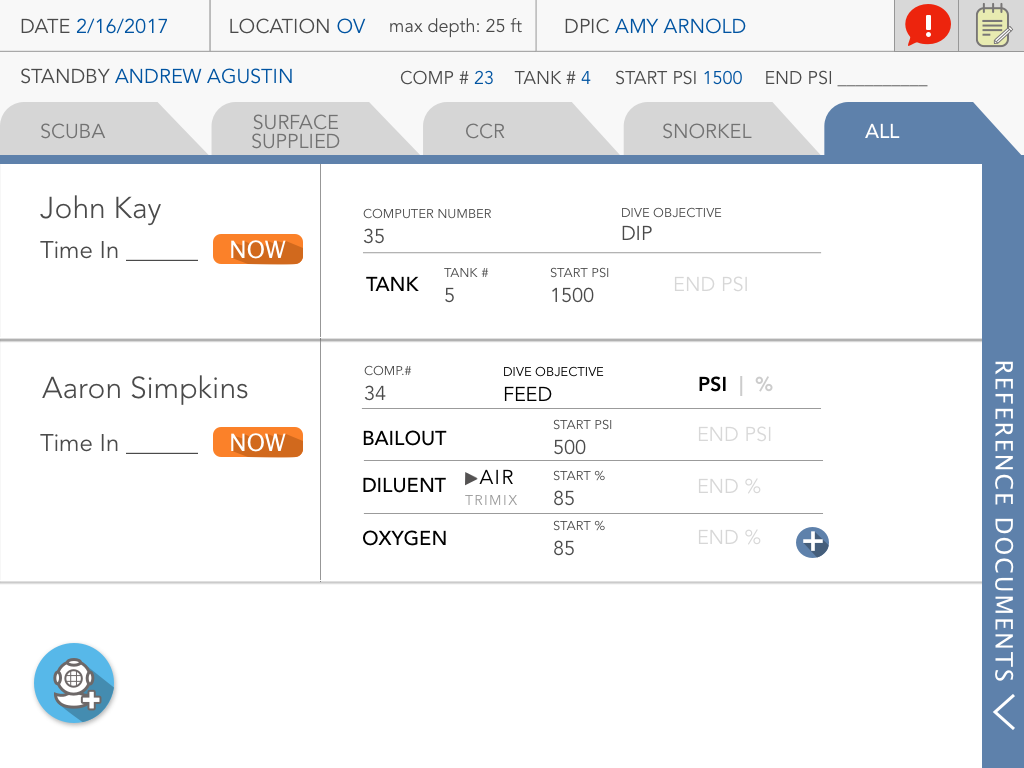 DATE 2/16/2017 LOCATION OV max depth: 25 ft DPIC AMY ARNOLD !
STANDBY ANDREW AGUSTIN COMP # 23 TANK # 4 START PSI 1500 END PSI _________
SCUBA
SURFACE
SUPPLIED
CCR
SNORKEL
ALL
John Kay
Time In ______ NOW
COMPUTER NUMBER
35
DIVE OBJECTIVE
DIP
TANK
TANK #
5
START PSI
1500
END PSI
Aaron Simpkins
Time In ______ NOW
COMP.#
34
DIVE OBJECTIVE
FEED
PSI | %
BAILOUT
START PSI
500
END PSI
DILUENT
▶AIR
TRIMIX
START %
85
END %
OXYGEN
START %
85
END %
REFERENCE DOCUMENTS